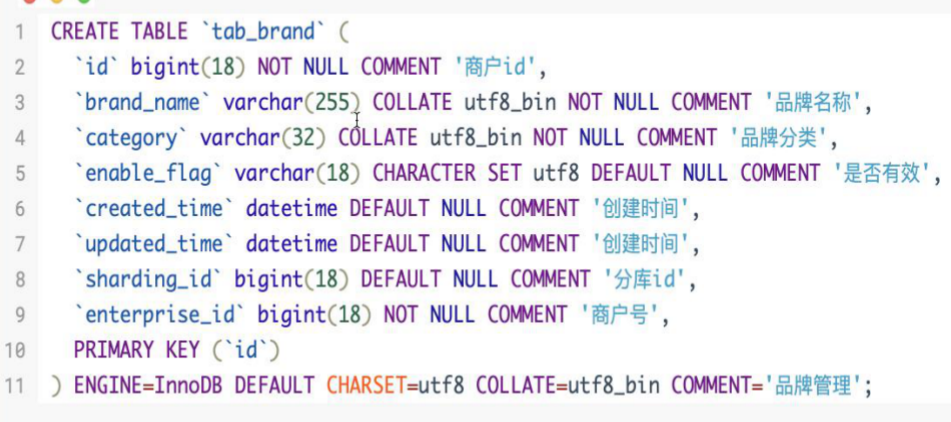 1 CREATE TABLE `tab_brand` (
2 `id` bigint(18) NOT NULL COMMENT '商户id',
3 `brand_name` varchar(255) COLLATE utf8_bin NOT NULL COMMENT '品牌名称',
4 `category` varchar(32) COLLATE utf8_bin NOT NULL COMMENT '品牌分类',
5 `enable_flag` varchar(18) CHARACTER SET utf8 DEFAULT NULL COMMENT '是否有效',
6 `created_time` datetime DEFAULT NULL COMMENT '创建时间',
7 `updated_time` datetime DEFAULT NULL COMMENT '创建时间',
8 `sharding_id` bigint(18) DEFAULT NULL COMMENT '分库id',
9 `enterprise_id` bigint(18) NOT NULL COMMENT '商户号',
10 PRIMARY KEY (`id`)
11 ) ENGINE=InnoDB DEFAULT CHARSET=utf8 COLLATE=utf8_bin COMMENT='品牌管理';